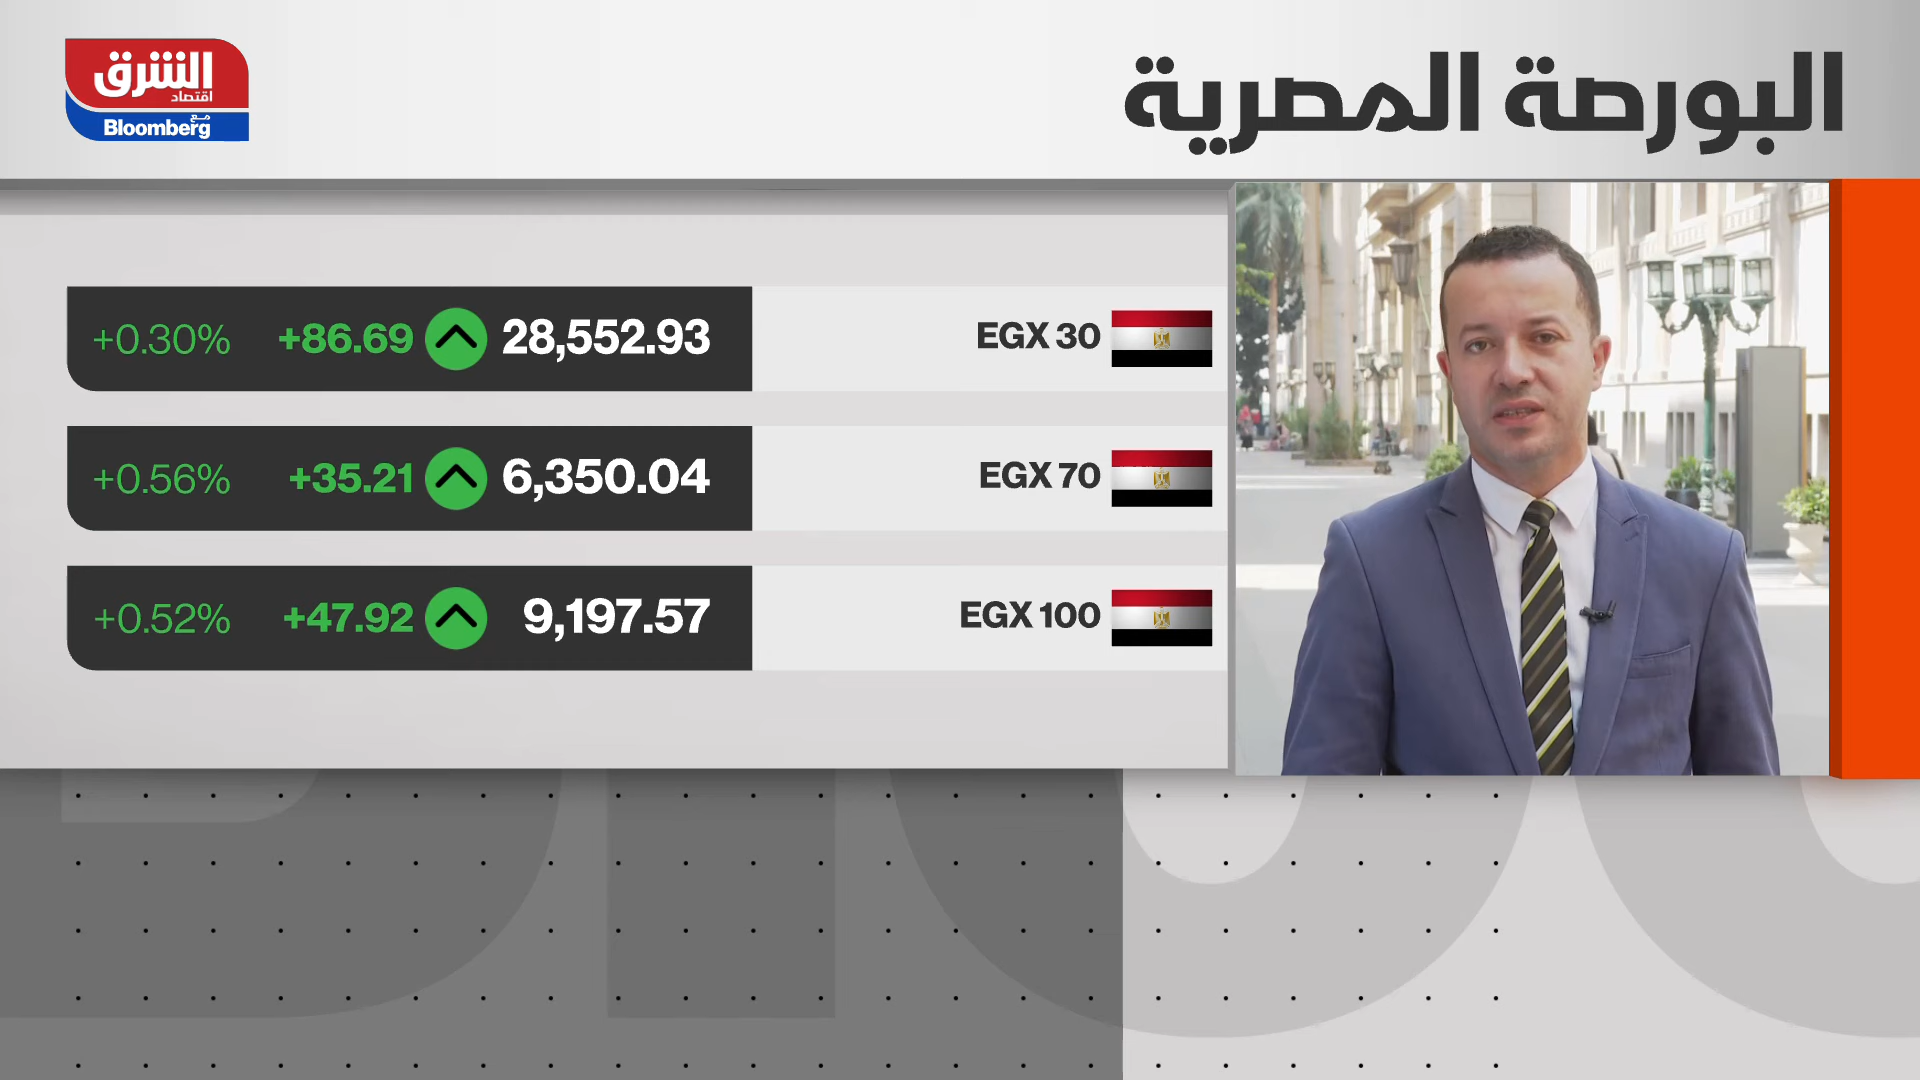 البورصة المصرية
الشرق
اقتصاد
مع
Bloomberg
EGX 30 28,552.93 +86.69 +0.30%
EGX 70 6,350.04 +35.21 +0.56%
EGX 100 9,197.57 +47.92 +0.52%